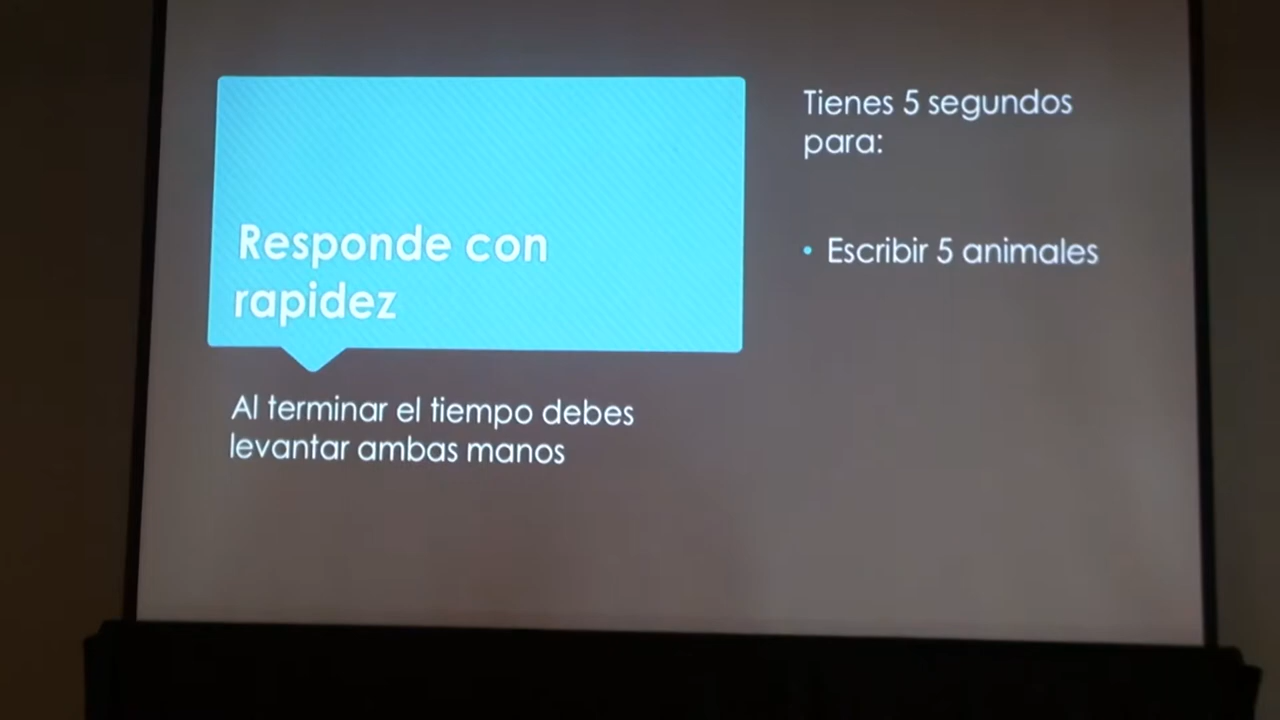 Responde con
rapidez
Al terminar el tiempo debes
levantar ambas manos
Tienes 5 segundos
para:
• Escribir 5 animales